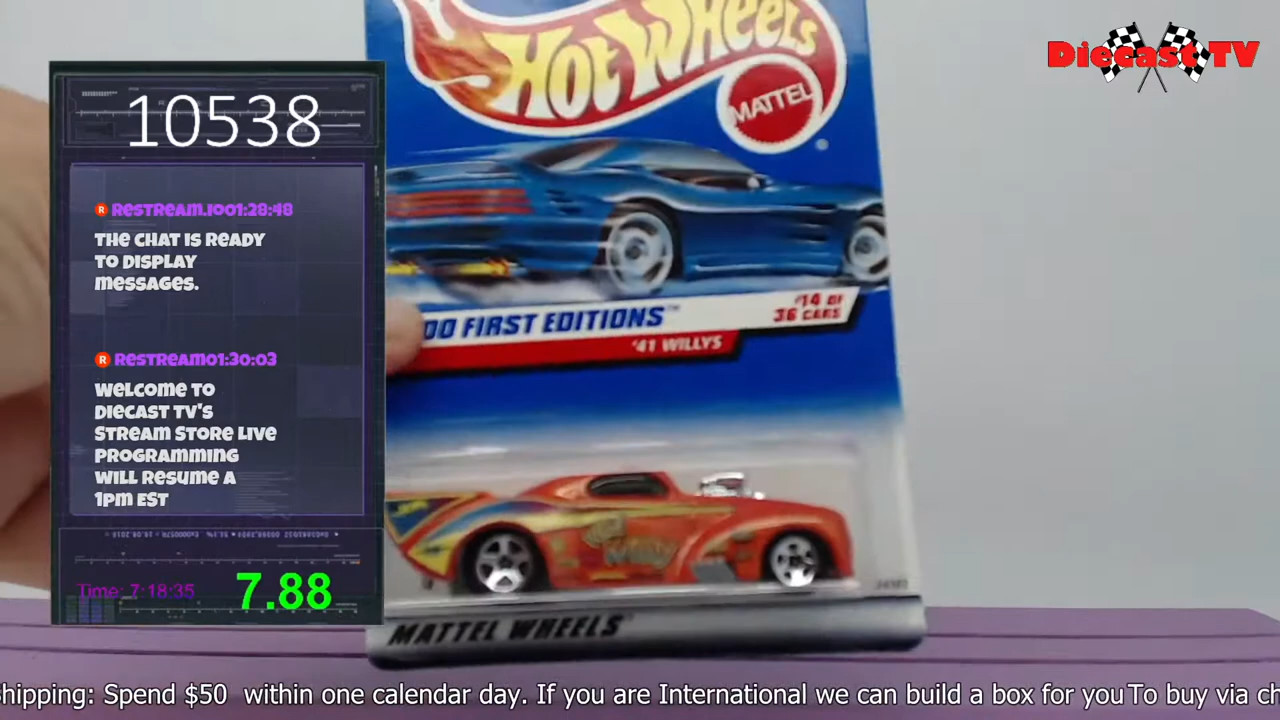 Hot Wheels
MATTEL
Diecast TV
10538
Restream.io01:28:48
THE CHAT IS READY
TO DISPLAY
MESSAGES.
Restream01:30:03
WELCOME TO
DIECAST TV'S
STREAM STORE LIVE
PROGRAMMING
WILL RESUME A
1PM EST
Time: 7:18:35
7.88
00 FIRST EDITIONS™
#14 OF
36 CARS
'41 WILLYS
MATTEL WHEELS
shipping: Spend $50 within one calendar day. If you are International we can build a box for you To buy via ch